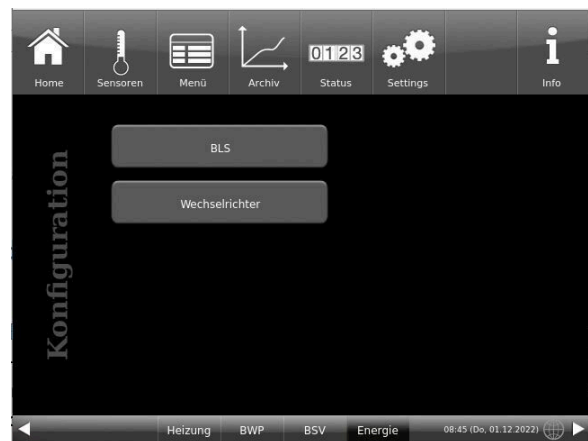 0123
Home Sensoren Menü Archiv Status Settings Info
Konfiguration
BLS
Wechselrichter
Heizung BWP BSV Energie 08:45 (Do, 01.12.2022)